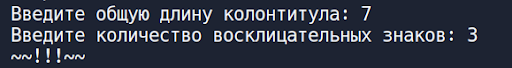 Введите общую длину колонтитула: 7
Введите количество восклицательных знаков: 3
~~!!!~~